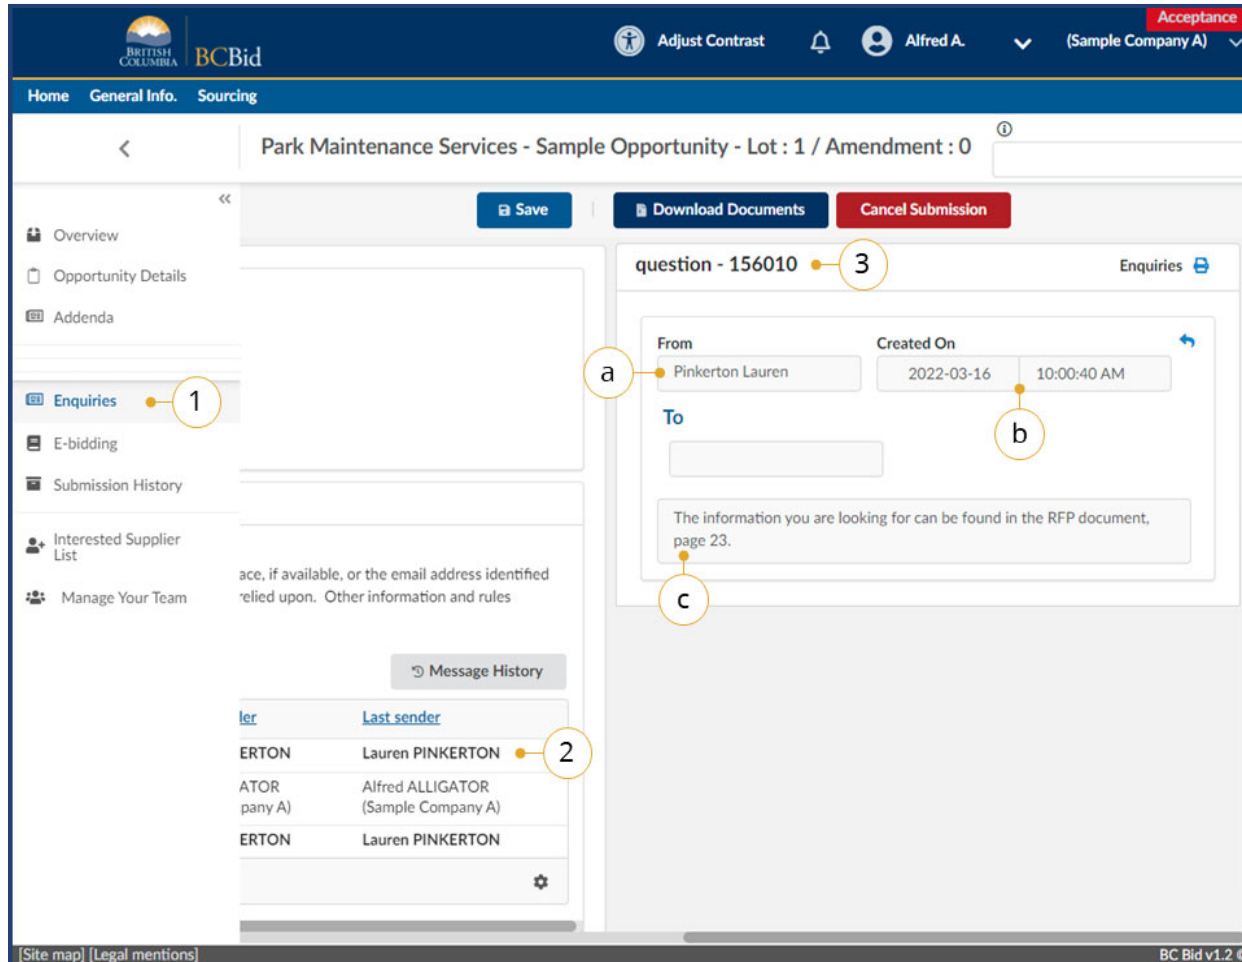 Acceptance
BRITISH
COLUMBIA
BCBid
Adjust Contrast
Alfred A.
(Sample Company A)
Home General Info. Sourcing
Park Maintenance Services - Sample Opportunity - Lot : 1 / Amendment : 0
Save
Download Documents
Cancel Submission
Overview
Opportunity Details
Addenda
Enquiries
1
E-bidding
Submission History
Interested Supplier
List
Manage Your Team
ace, if available, or the email address identified
relied upon. Other information and rules
Message History
ler Last sender
ERTON Lauren PINKERTON
2
ATOR Alfred ALLIGATOR
pany A) (Sample Company A)
ERTON Lauren PINKERTON
question - 156010
3
Enquiries
From Created On
a
Pinkerton Lauren 2022-03-16 10:00:40 AM
b
To
The information you are looking for can be found in the RFP document,
page 23.
c
[Site map] [Legal mentions]
BC Bid v1.2 ©